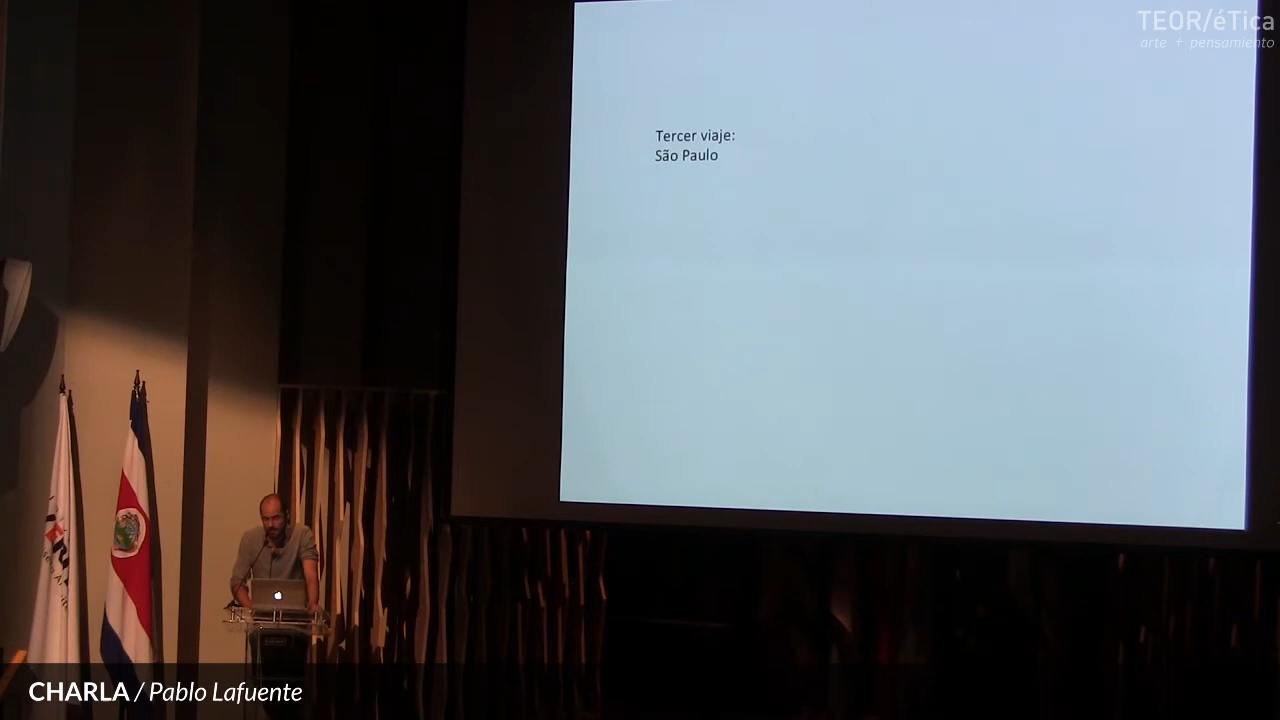 TEOR/éTica
arte + pensamiento
Tercer viaje:
São Paulo
CHARLA / Pablo Lafuente